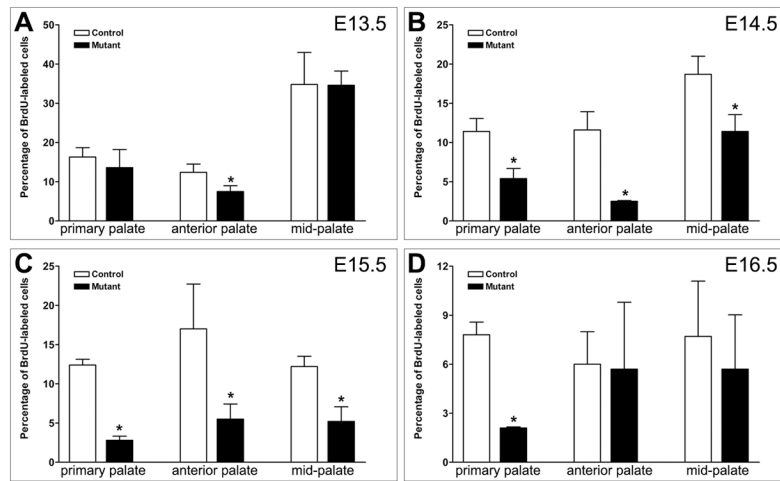 A
E13.5
Control
Mutant
Percentage of BrdU-labeled cells
50
40
30
20
10
0
*
primary palate anterior palate mid-palate
B
E14.5
Control
Mutant
Percentage of BrdU-labeled cells
25
20
15
10
5
0
* * *
primary palate anterior palate mid-palate
C
E15.5
Control
Mutant
Percentage of BrdU-labeled cells
25
20
15
10
5
0
* * *
primary palate anterior palate mid-palate
D
E16.5
Control
Mutant
Percentage of BrdU-labeled cells
12
9
6
3
0
*
primary palate anterior palate mid-palate